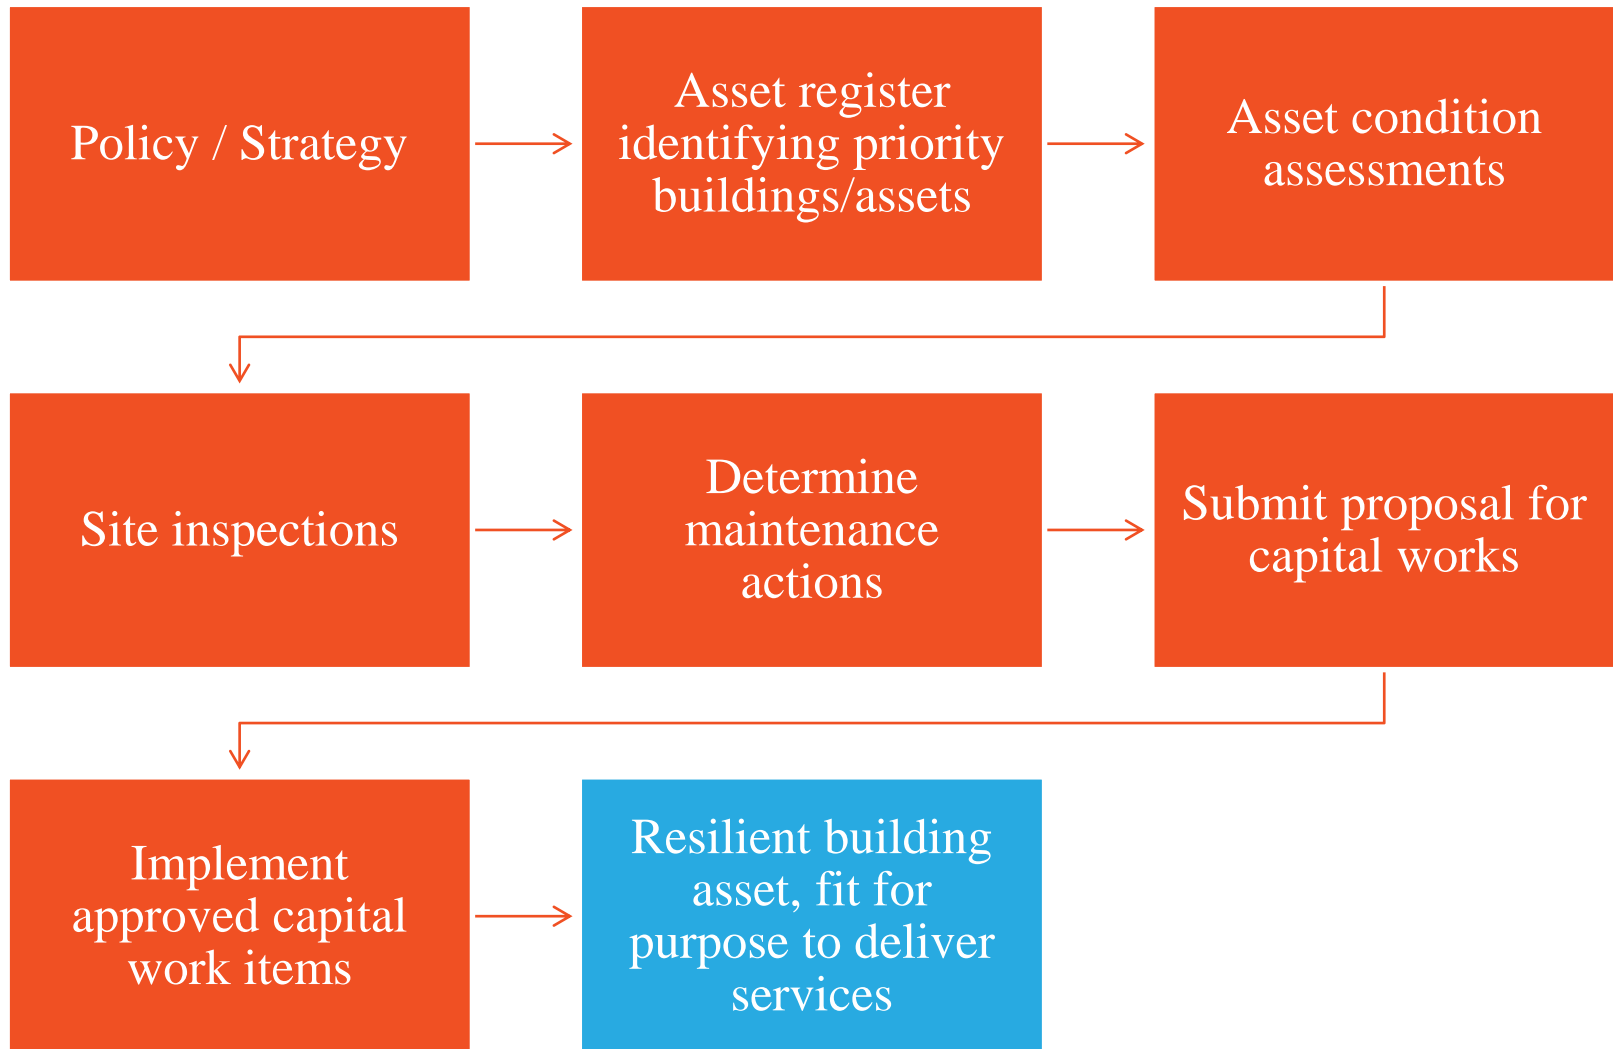 Policy / Strategy
Asset register
identifying priority
buildings/assets
Asset condition
assessments
Site inspections
Determine
maintenance
actions
Submit proposal for
capital works
Implement
approved capital
work items
Resilient building
asset, fit for
purpose to deliver
services